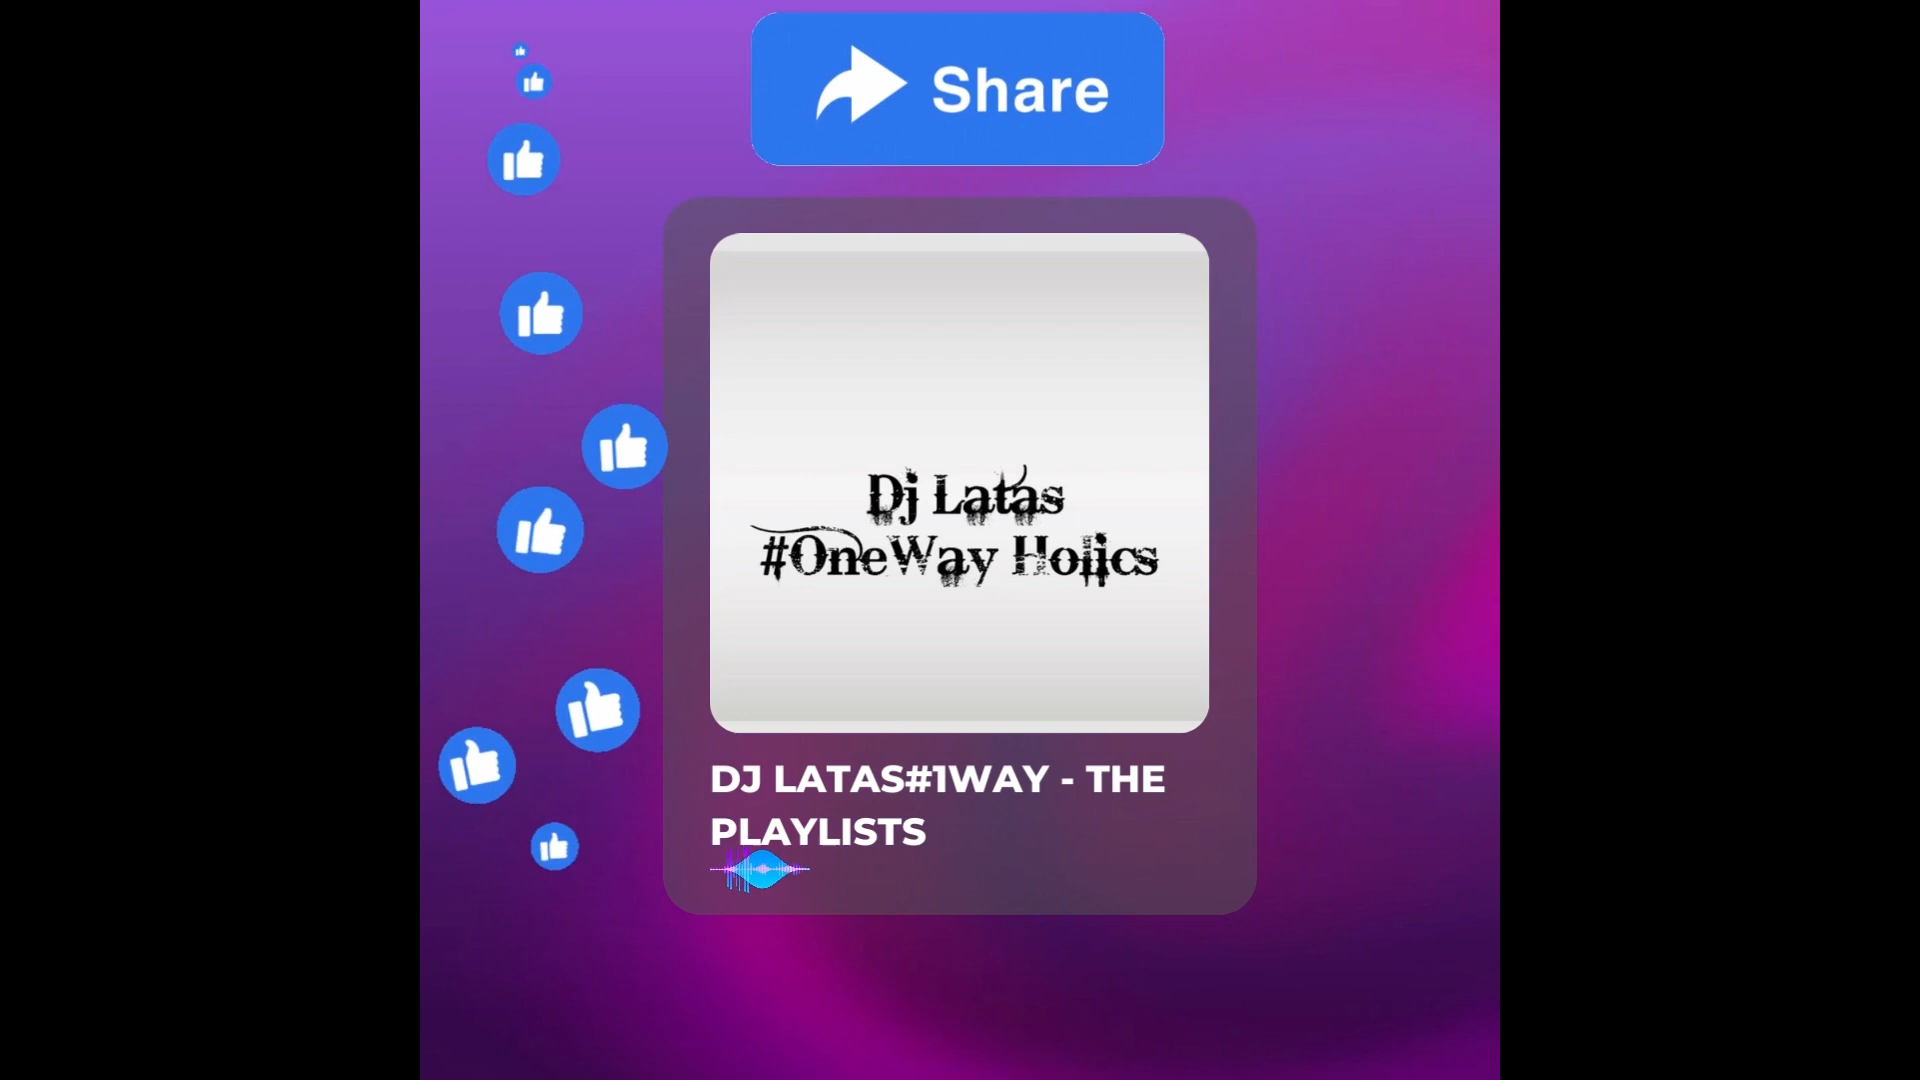 Share
Dj Latas
#OneWay Holics
DJ LATAS#1WAY - THE
PLAYLISTS